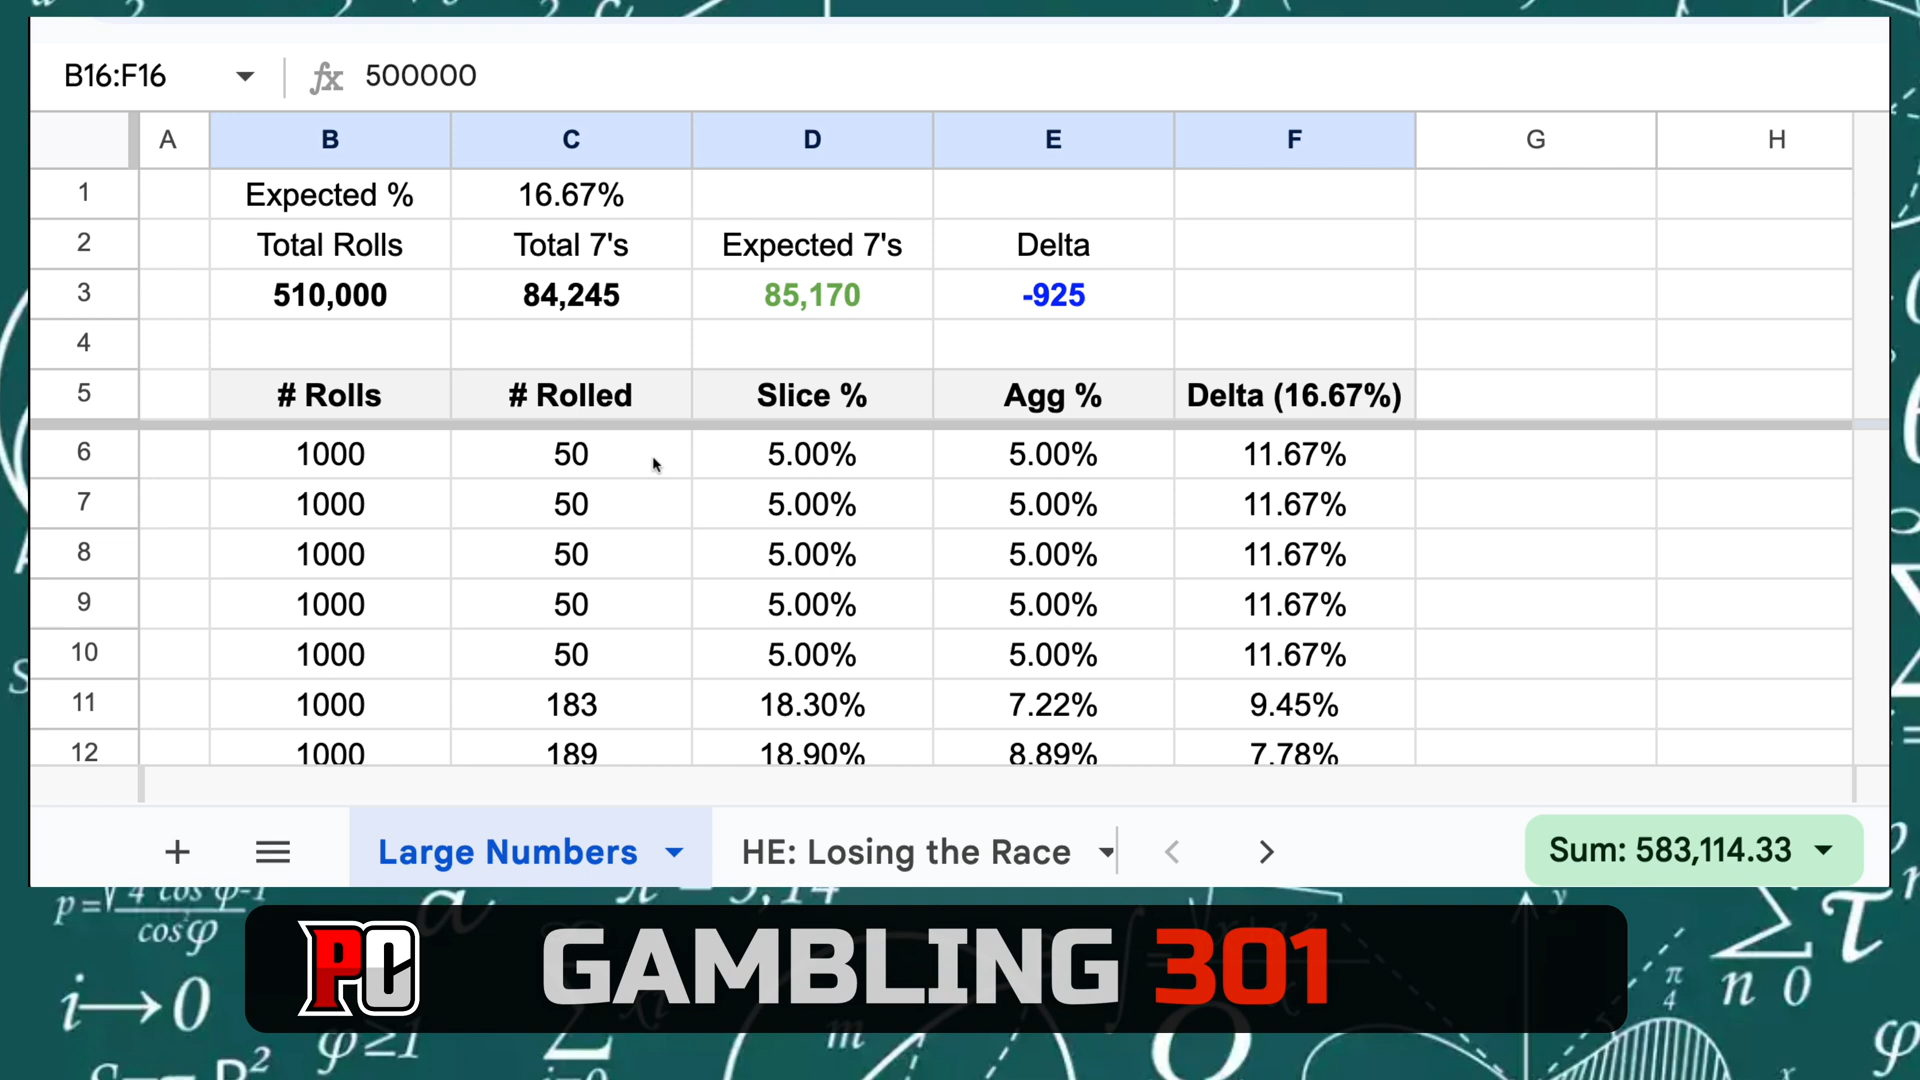 B16:F16 fx 500000
A B C D E F G H
1 Expected % 16.67%
2 Total Rolls Total 7's Expected 7's Delta
3 510,000 84,245 85,170 -925
4
5 # Rolls # Rolled Slice % Agg % Delta (16.67%)
6 1000 50 5.00% 5.00% 11.67%
7 1000 50 5.00% 5.00% 11.67%
8 1000 50 5.00% 5.00% 11.67%
9 1000 50 5.00% 5.00% 11.67%
10 1000 50 5.00% 5.00% 11.67%
11 1000 183 18.30% 7.22% 9.45%
12 1000 189 18.90% 8.89% 7.78%
+ Large Numbers HE: Losing the Race < > Sum: 583,114.33
PC GAMBLING 301
cosφ
i→0
φ≥1
n 0
π
4
τ